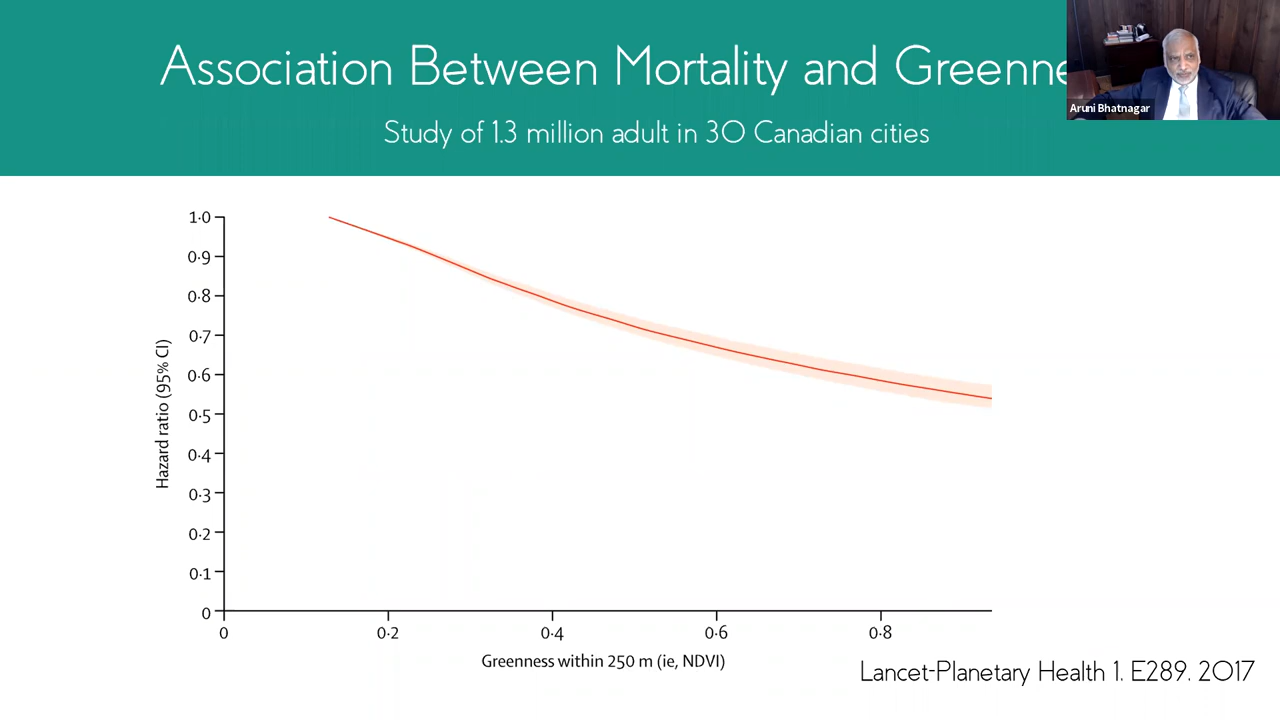 Association Between Mortality and Greenne
Aruni Bhatnagar
Study of 1.3 million adult in 30 Canadian cities
1·0
0·9
0·8
0·7
0·6
0·5
0·4
0·3
0·2
0·1
0
Hazard ratio (95% CI)
0 0·2 0·4 0·6 0·8
Greenness within 250 m (ie, NDVI)
Lancet-Planetary Health 1. E289. 2017